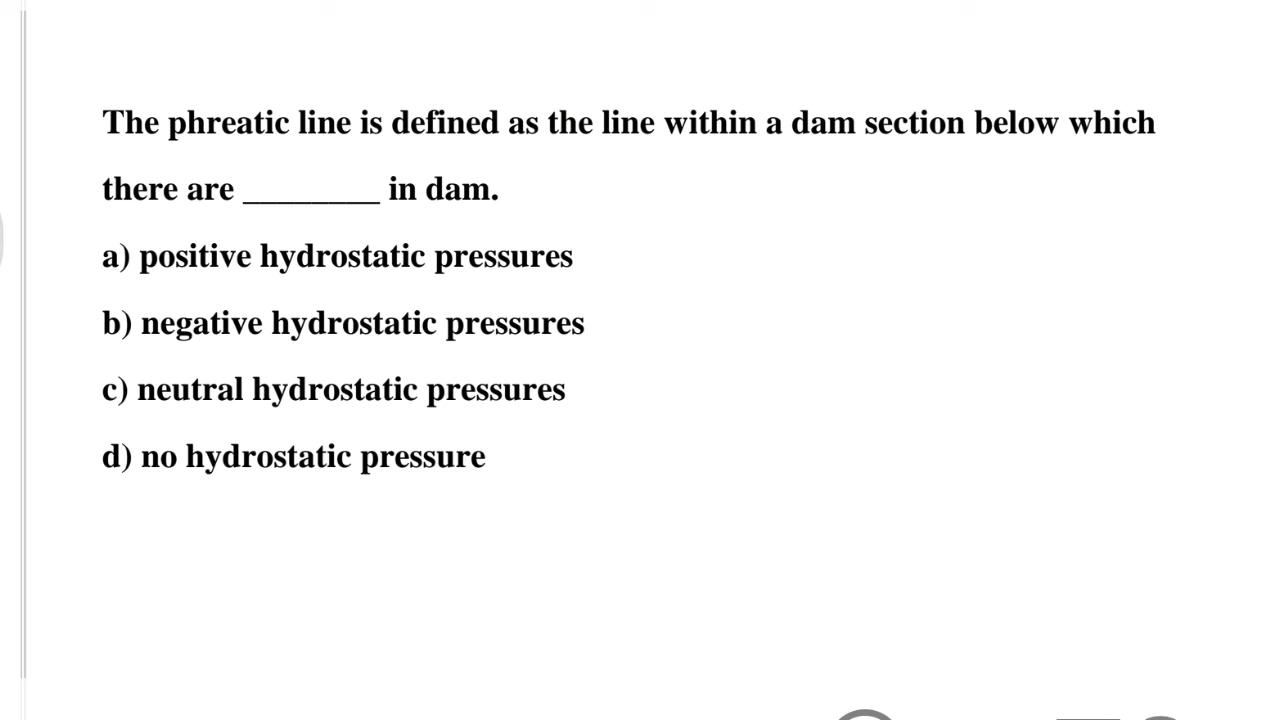 The phreatic line is defined as the line within a dam section below which
there are ________ in dam.
a) positive hydrostatic pressures
b) negative hydrostatic pressures
c) neutral hydrostatic pressures
d) no hydrostatic pressure